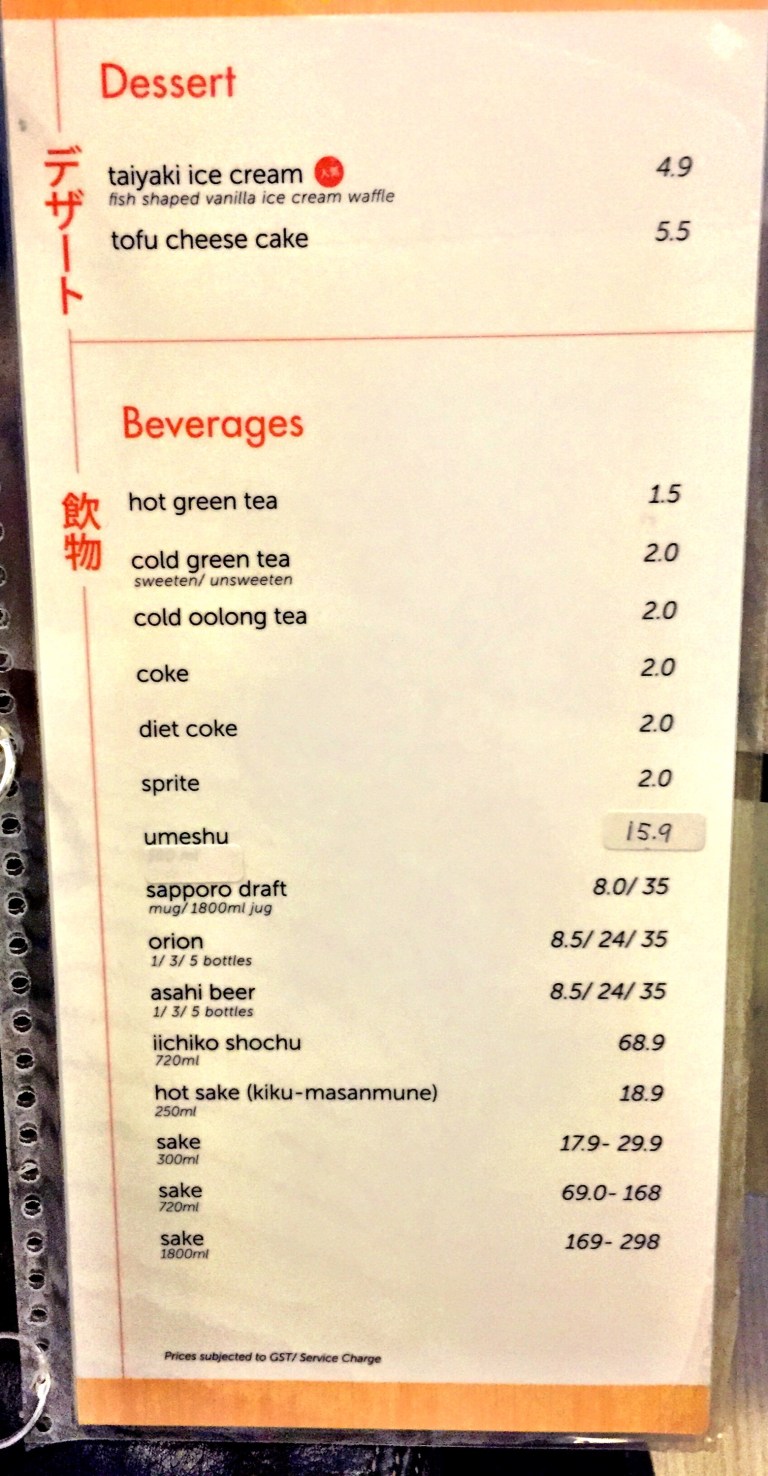 Dessert
デザート
taiyaki ice cream 人気 4.9
fish shaped vanilla ice cream waffle
tofu cheese cake 5.5
Beverages
飲物
hot green tea 1.5
cold green tea 2.0
sweeten/ unsweeten
cold oolong tea 2.0
coke 2.0
diet coke 2.0
sprite 2.0
umeshu 15.9
sapporo draft 8.0/ 35
mug/ 1800ml jug
orion 8.5/ 24/ 35
1/ 3/ 5 bottles
asahi beer 8.5/ 24/ 35
1/ 3/ 5 bottles
iichiko shochu 68.9
720ml
hot sake (kiku-masanmune) 18.9
250ml
sake 17.9- 29.9
300ml
sake 69.0- 168
720ml
sake 169- 298
1800ml
Prices subjected to GST/ Service Charge